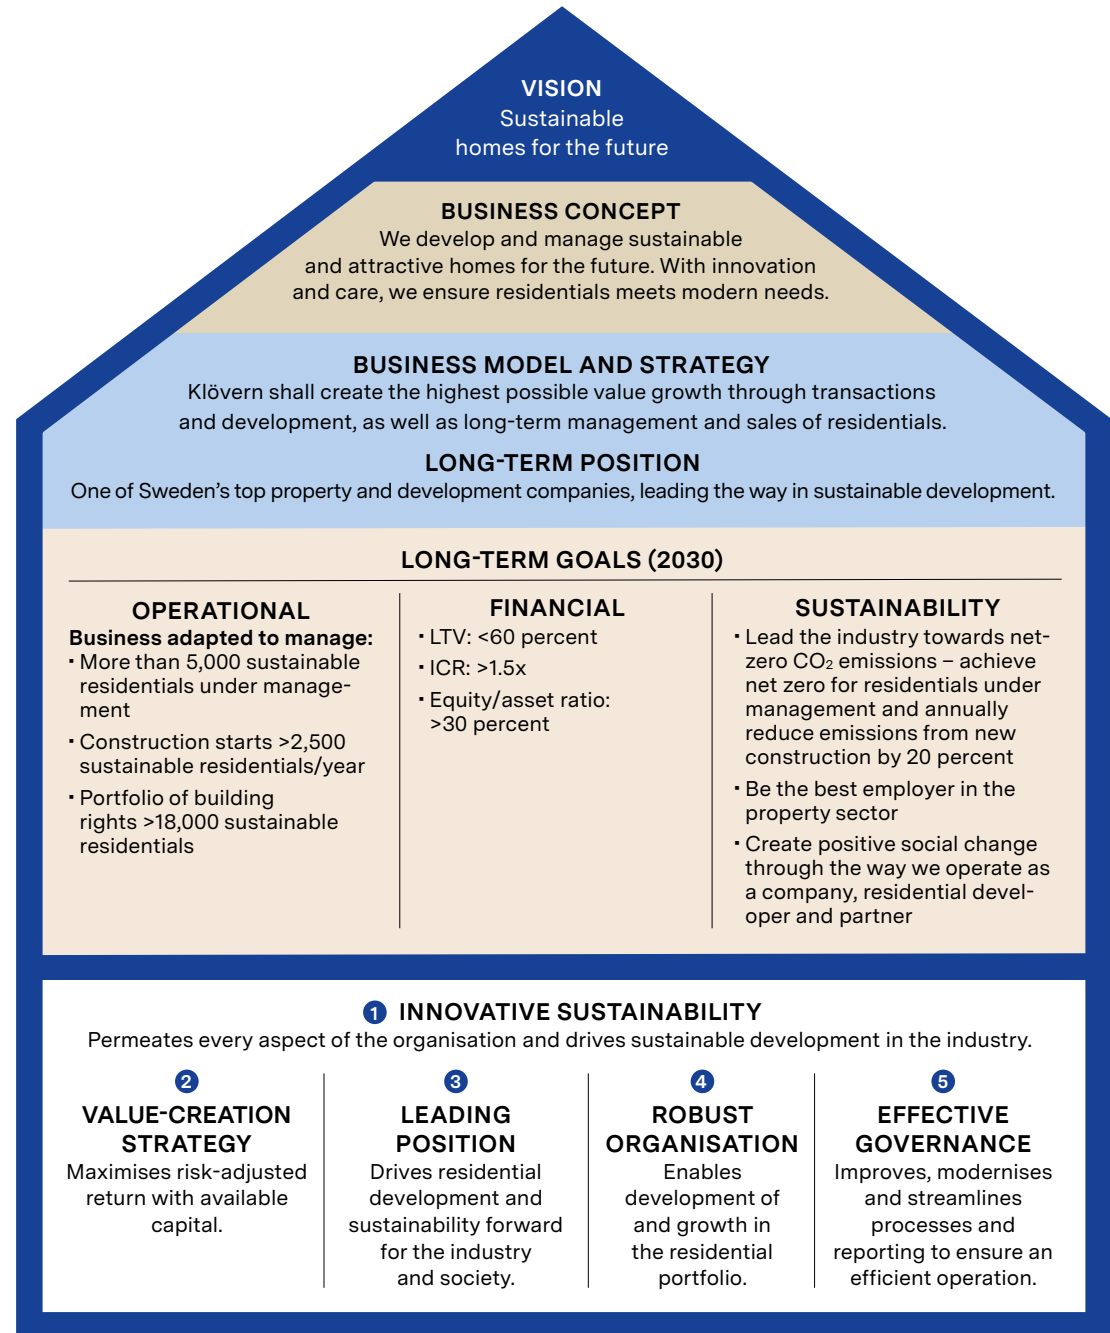 VISION
Sustainable
homes for the future
BUSINESS CONCEPT
We develop and manage sustainable
and attractive homes for the future. With innovation
and care, we ensure residentials meets modern needs.
BUSINESS MODEL AND STRATEGY
Klövern shall create the highest possible value growth through transactions
and development, as well as long-term management and sales of residentials.
LONG-TERM POSITION
One of Sweden's top property and development companies, leading the way in sustainable development.
LONG-TERM GOALS (2030)
OPERATIONAL
Business adapted to manage:
· More than 5,000 sustainable
residentials under manage-
ment
· Construction starts >2,500
sustainable residentials/year
· Portfolio of building
rights >18,000 sustainable
residentials
FINANCIAL
· LTV: <60 percent
· ICR: >1.5x
· Equity/asset ratio:
>30 percent
SUSTAINABILITY
· Lead the industry towards net-
zero CO₂ emissions – achieve
net zero for residentials under
management and annually
reduce emissions from new
construction by 20 percent
· Be the best employer in the
property sector
· Create positive social change
through the way we operate as
a company, residential devel-
oper and partner
1 INNOVATIVE SUSTAINABILITY
Permeates every aspect of the organisation and drives sustainable development in the industry.
2
VALUE-CREATION
STRATEGY
Maximises risk-adjusted
return with available
capital.
3
LEADING
POSITION
Drives residential
development and
sustainability forward
for the industry
and society.
4
ROBUST
ORGANISATION
Enables
development of
and growth in
the residential
portfolio.
5
EFFECTIVE
GOVERNANCE
Improves, modernises
and streamlines
processes and
reporting to ensure an
efficient operation.